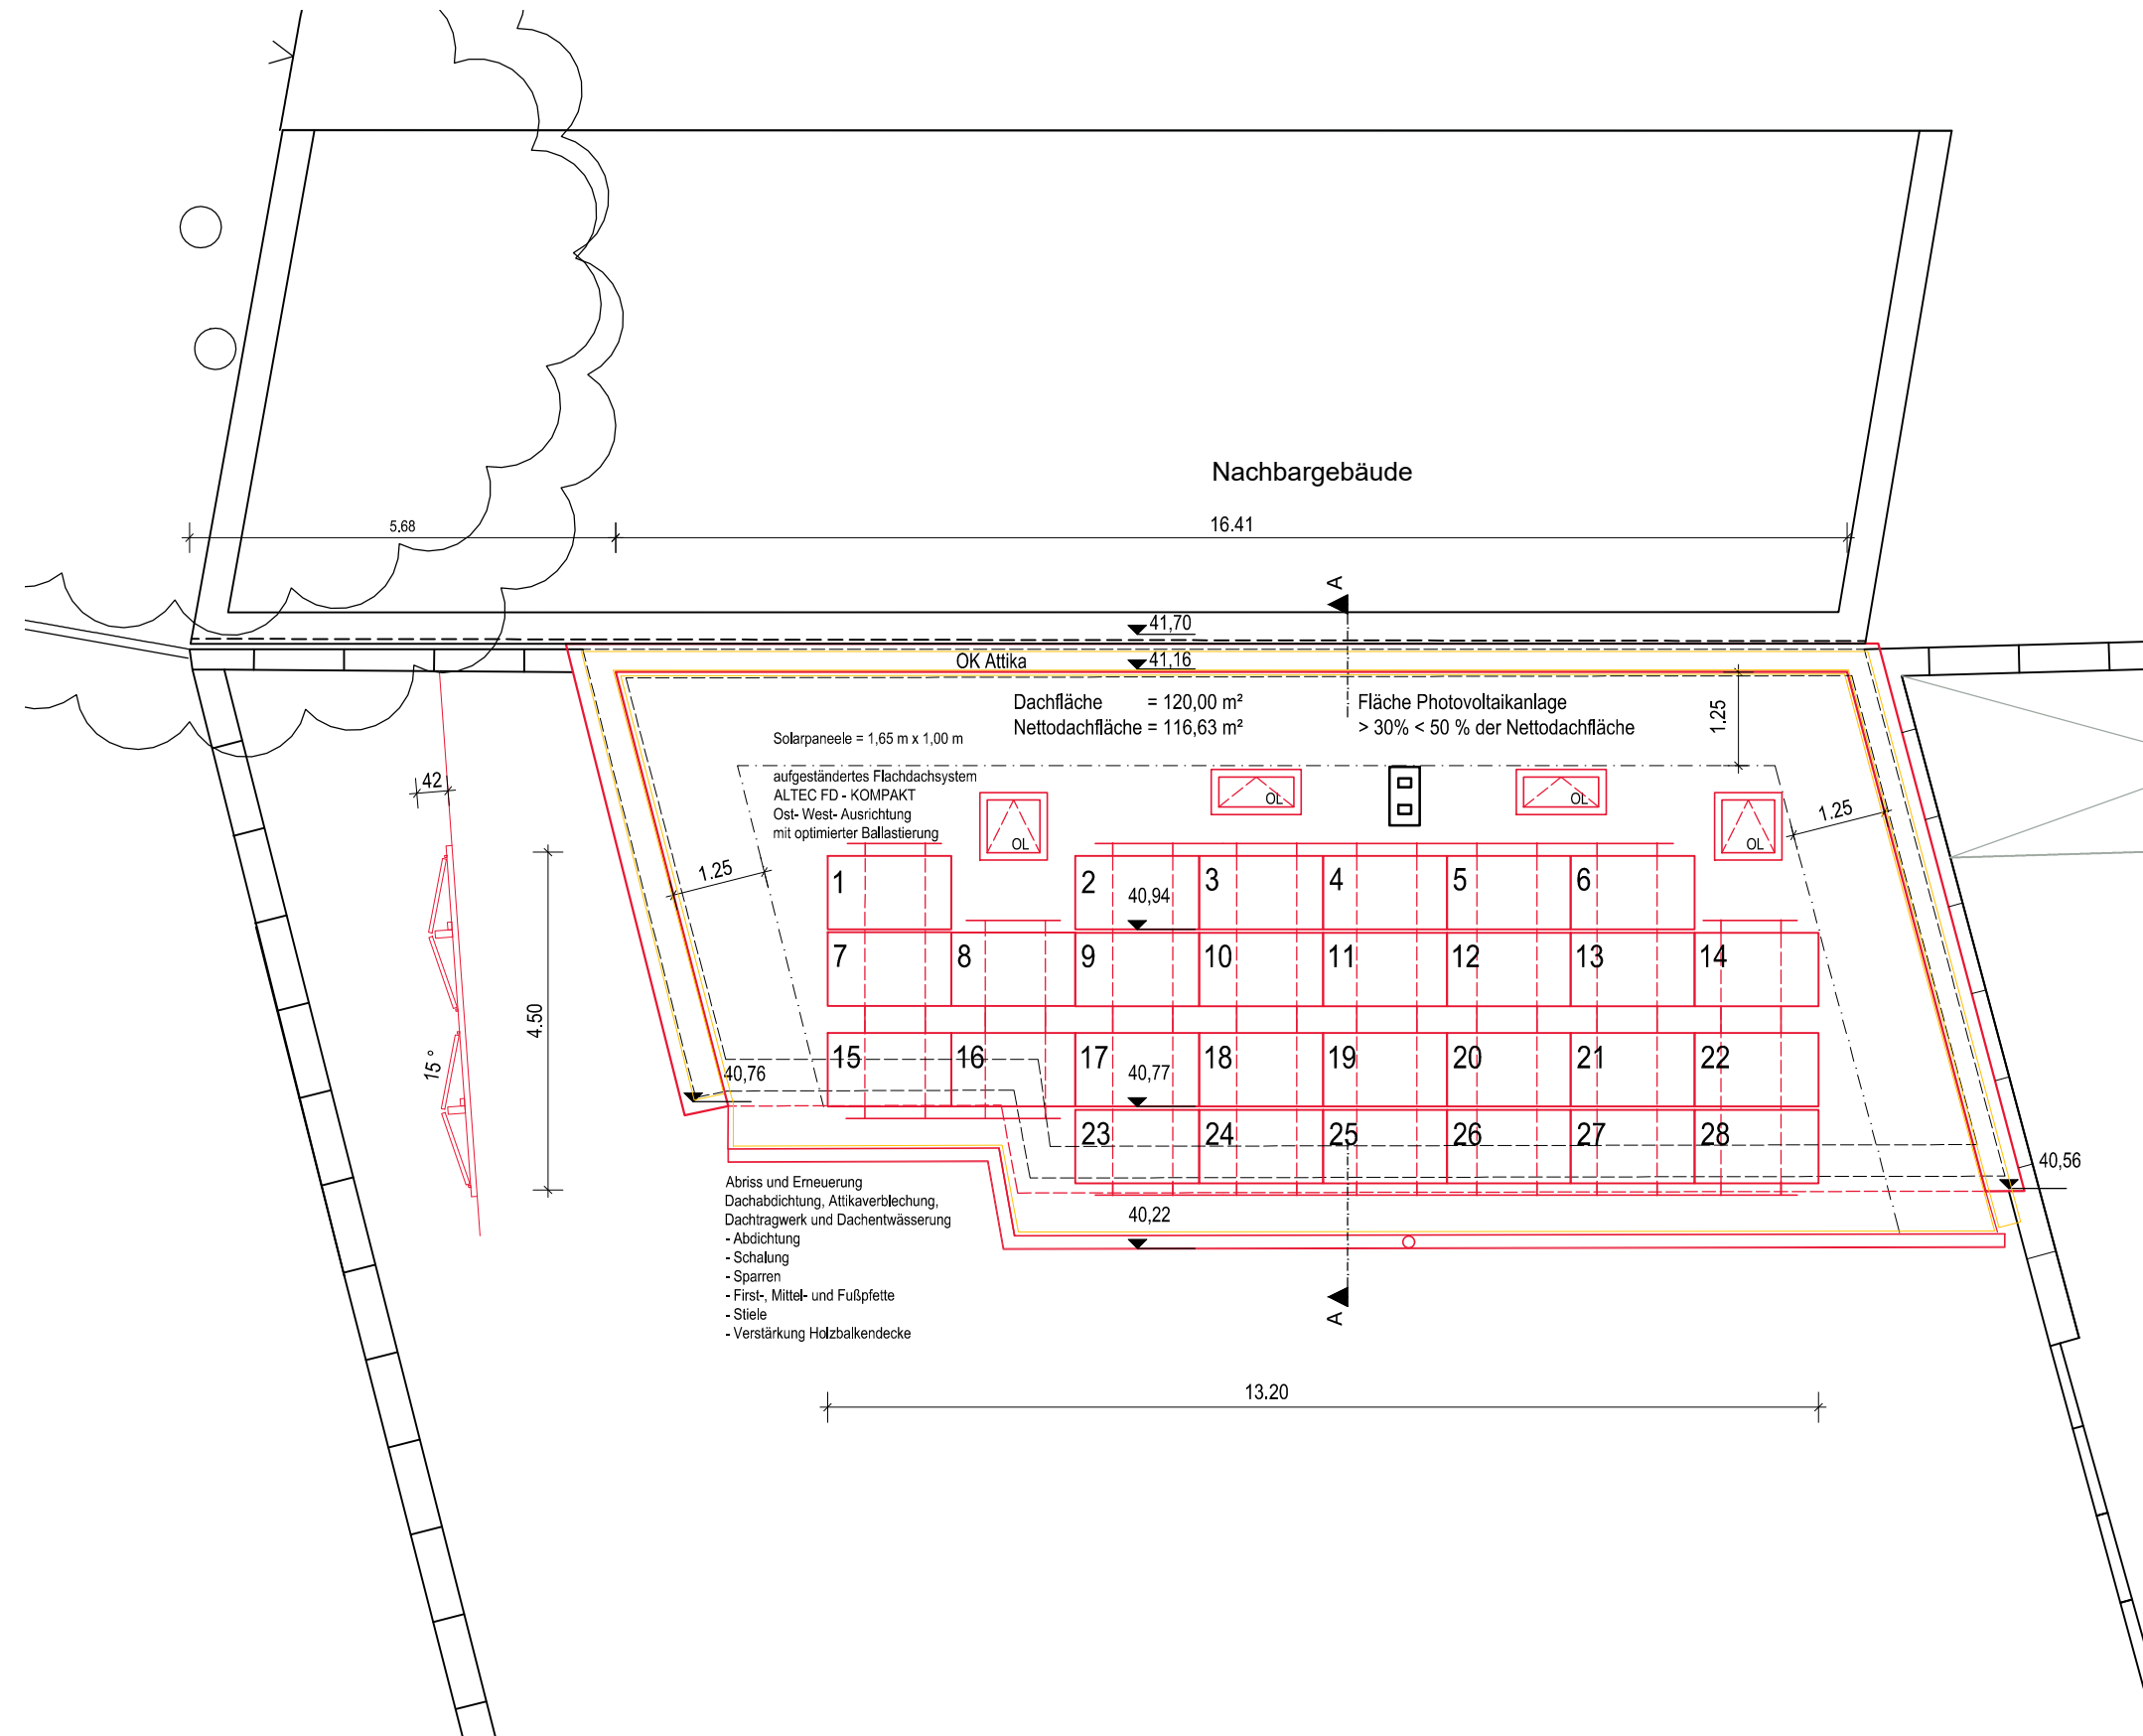 Nachbargebäude
5.68
16.41
A
41,70
OK Attika
41,16
Dachfläche = 120,00 m²
Nettodachfläche = 116,63 m²
Fläche Photovoltaikanlage
> 30% < 50 % der Nettodachfläche
1.25
Solarpaneele = 1,65 m x 1,00 m
aufgeständertes Flachdachsystem
ALTEC FD - KOMPAKT
Ost- West- Ausrichtung
mit optimierter Ballastierung
42
OL
OL
OL
OL
1.25
1.25
1
2
3
4
5
6
40,94
7
8
9
10
11
12
13
14
4.50
15 °
15
16
17
18
19
20
21
22
40,76
40,77
23
24
25
26
27
28
40,56
40,22
Abriss und Erneuerung
Dachabdichtung, Attikaverblechung,
Dachtragwerk und Dachentwässerung
- Abdichtung
- Schalung
- Sparren
- First-, Mittel- und Fußpfette
- Stiele
- Verstärkung Holzbalkendecke
A
13.20